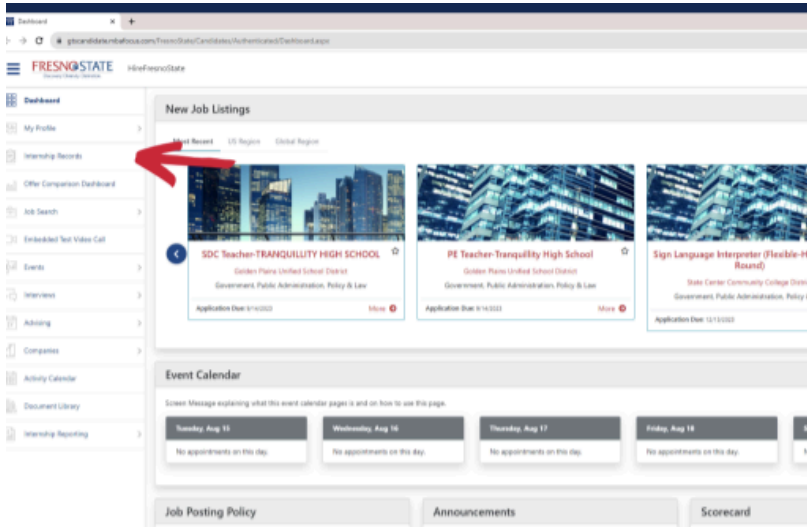 Dashboard
gtscandidate.mbafocus.com/FresnoState/Candidates/Authenticated/Dashboard.aspx
FRESNO STATE
Discovery. Diversity. Distinction.
HireFresnoState
Dashboard
My Profile
Internship Records
Offer Comparison Dashboard
Job Search
Embedded Test Video Call
Events
Interviews
Advising
Companies
Activity Calendar
Document Library
Internship Reporting
New Job Listings
Most Recent US Region Global Region
SDC Teacher-TRANQUILLITY HIGH SCHOOL
Golden Plains Unified School District
Government, Public Administration, Policy & Law
Application Due: 9/14/2023 More
PE Teacher-Tranquillity High School
Golden Plains Unified School District
Government, Public Administration, Policy & Law
Application Due: 9/14/2023 More
Sign Language Interpreter (Flexible-H
Round)
State Center Community College Distri
Government, Public Administration, Policy
Application Due: 12/13/2023
Event Calendar
Screen Message explaining what this event calendar pages is and on how to use this page.
Tuesday, Aug 15
No appointments on this day.
Wednesday, Aug 16
No appointments on this day.
Thursday, Aug 17
No appointments on this day.
Friday, Aug 18
No appointments on this day.
Job Posting Policy
Announcements
Scorecard